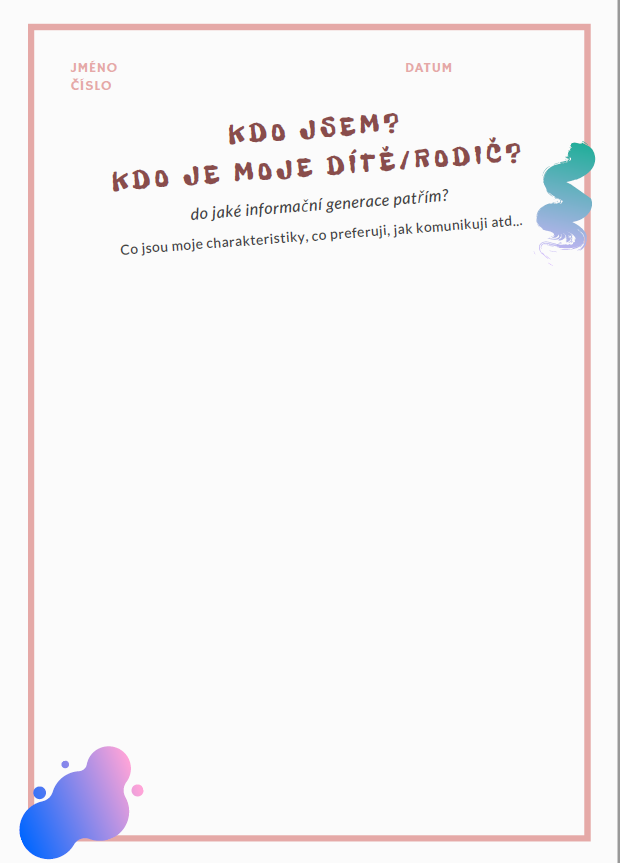 JMÉNO
DATUM
ČÍSLO
KDO JSEM?
KDO JE MOJE DÍTĚ/RODIČ?
do jaké informační generace patřím?
Co jsou moje charakteristiky, co preferuji, jak komunikuji atd...